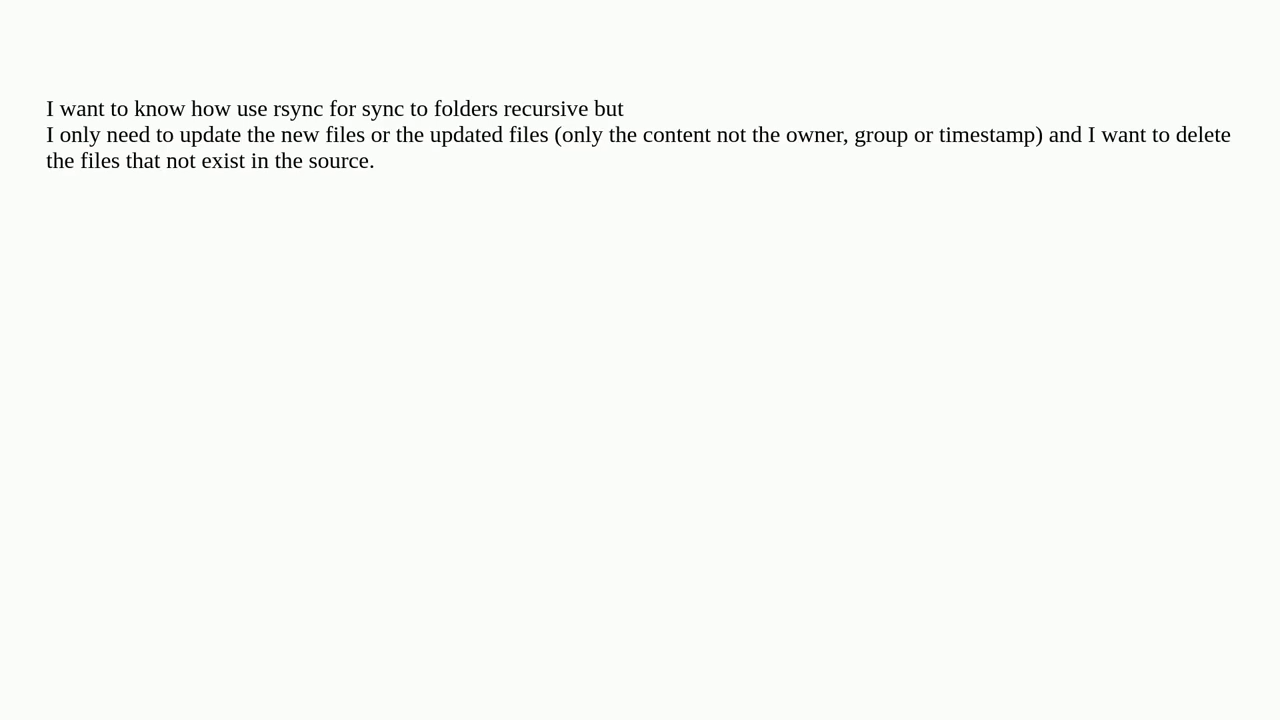 I want to know how use rsync for sync to folders recursive but
I only need to update the new files or the updated files (only the content not the owner, group or timestamp) and I want to delete
the files that not exist in the source.